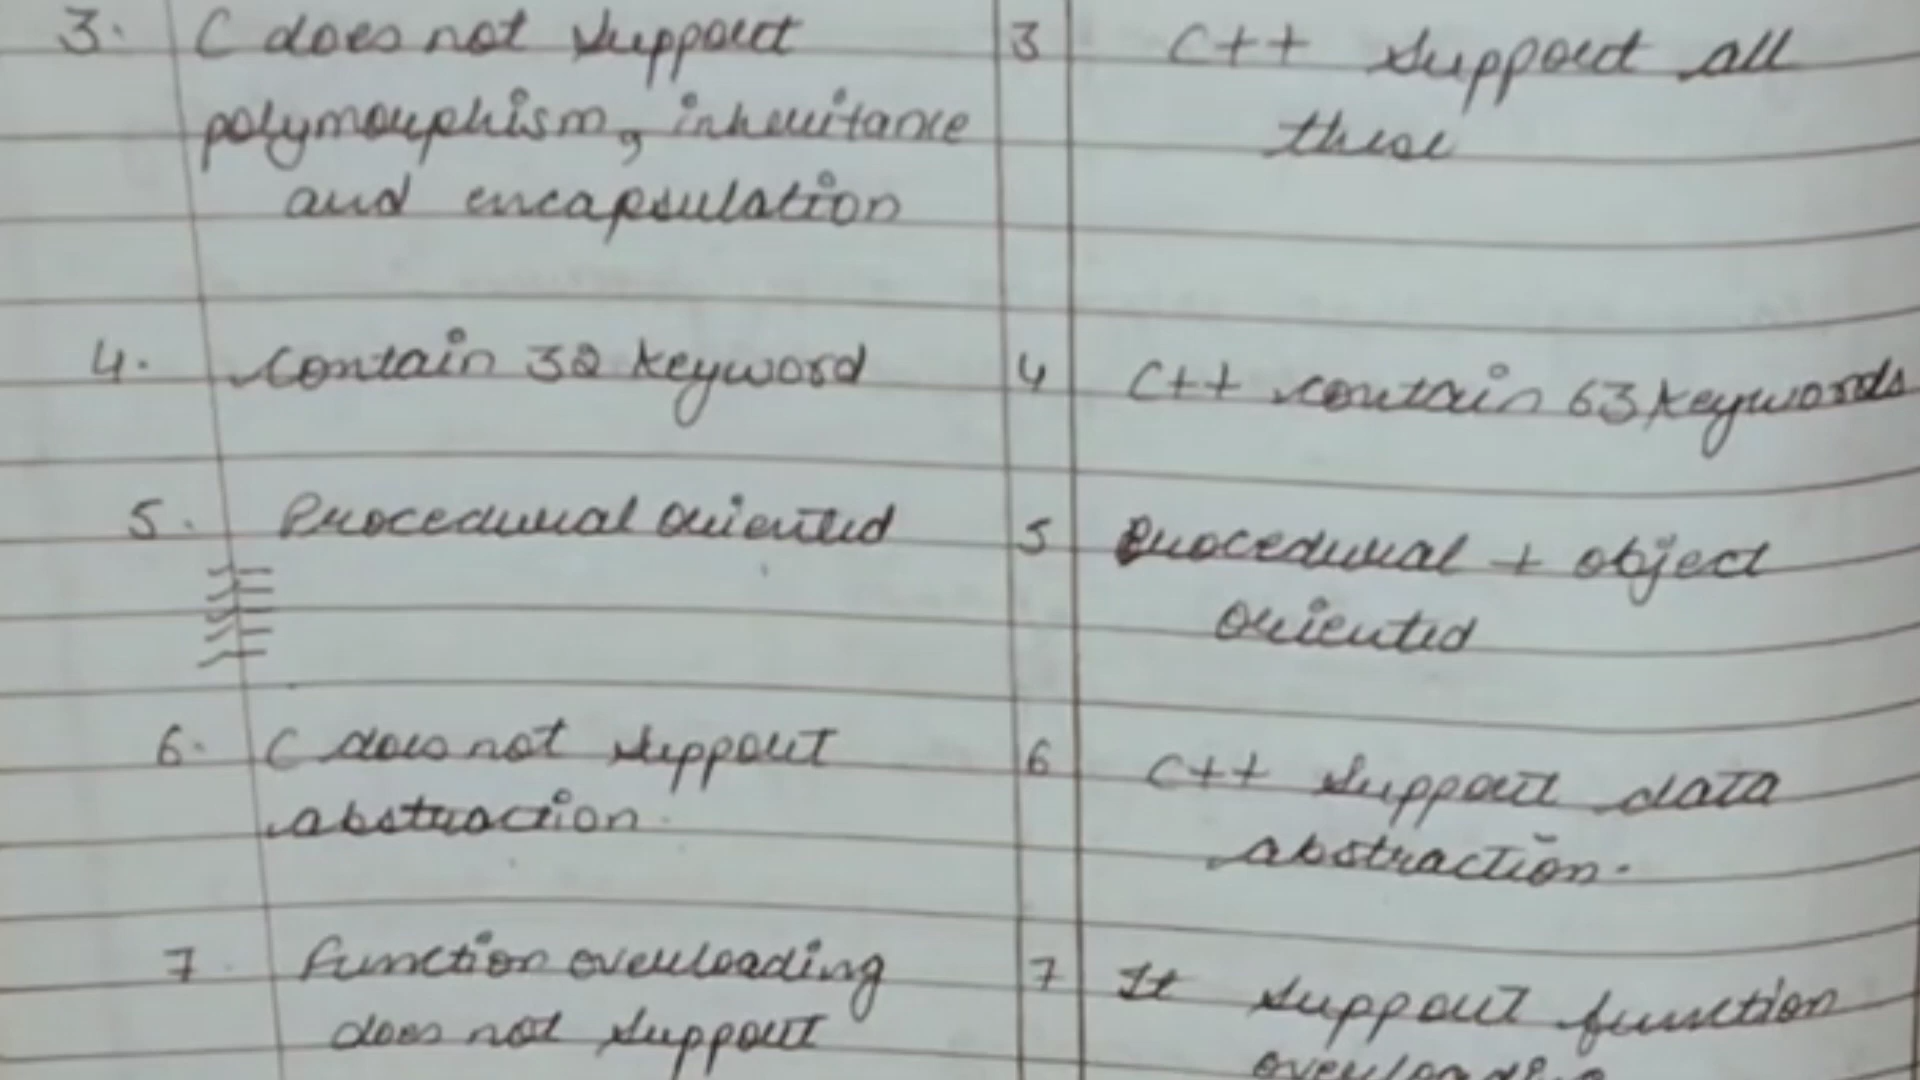 3. C does not support
polymorphism, inheritance
and encapsulation
3 C++ support all
these
4. contain 32 keyword
4 C++ contain 63 keywords
5. Procedural oriented
5 Procedural + object
oriented
6. C does not support
abstraction.
6 C++ support data
abstraction.
7. function overloading
does not support
7 It support function
overloading